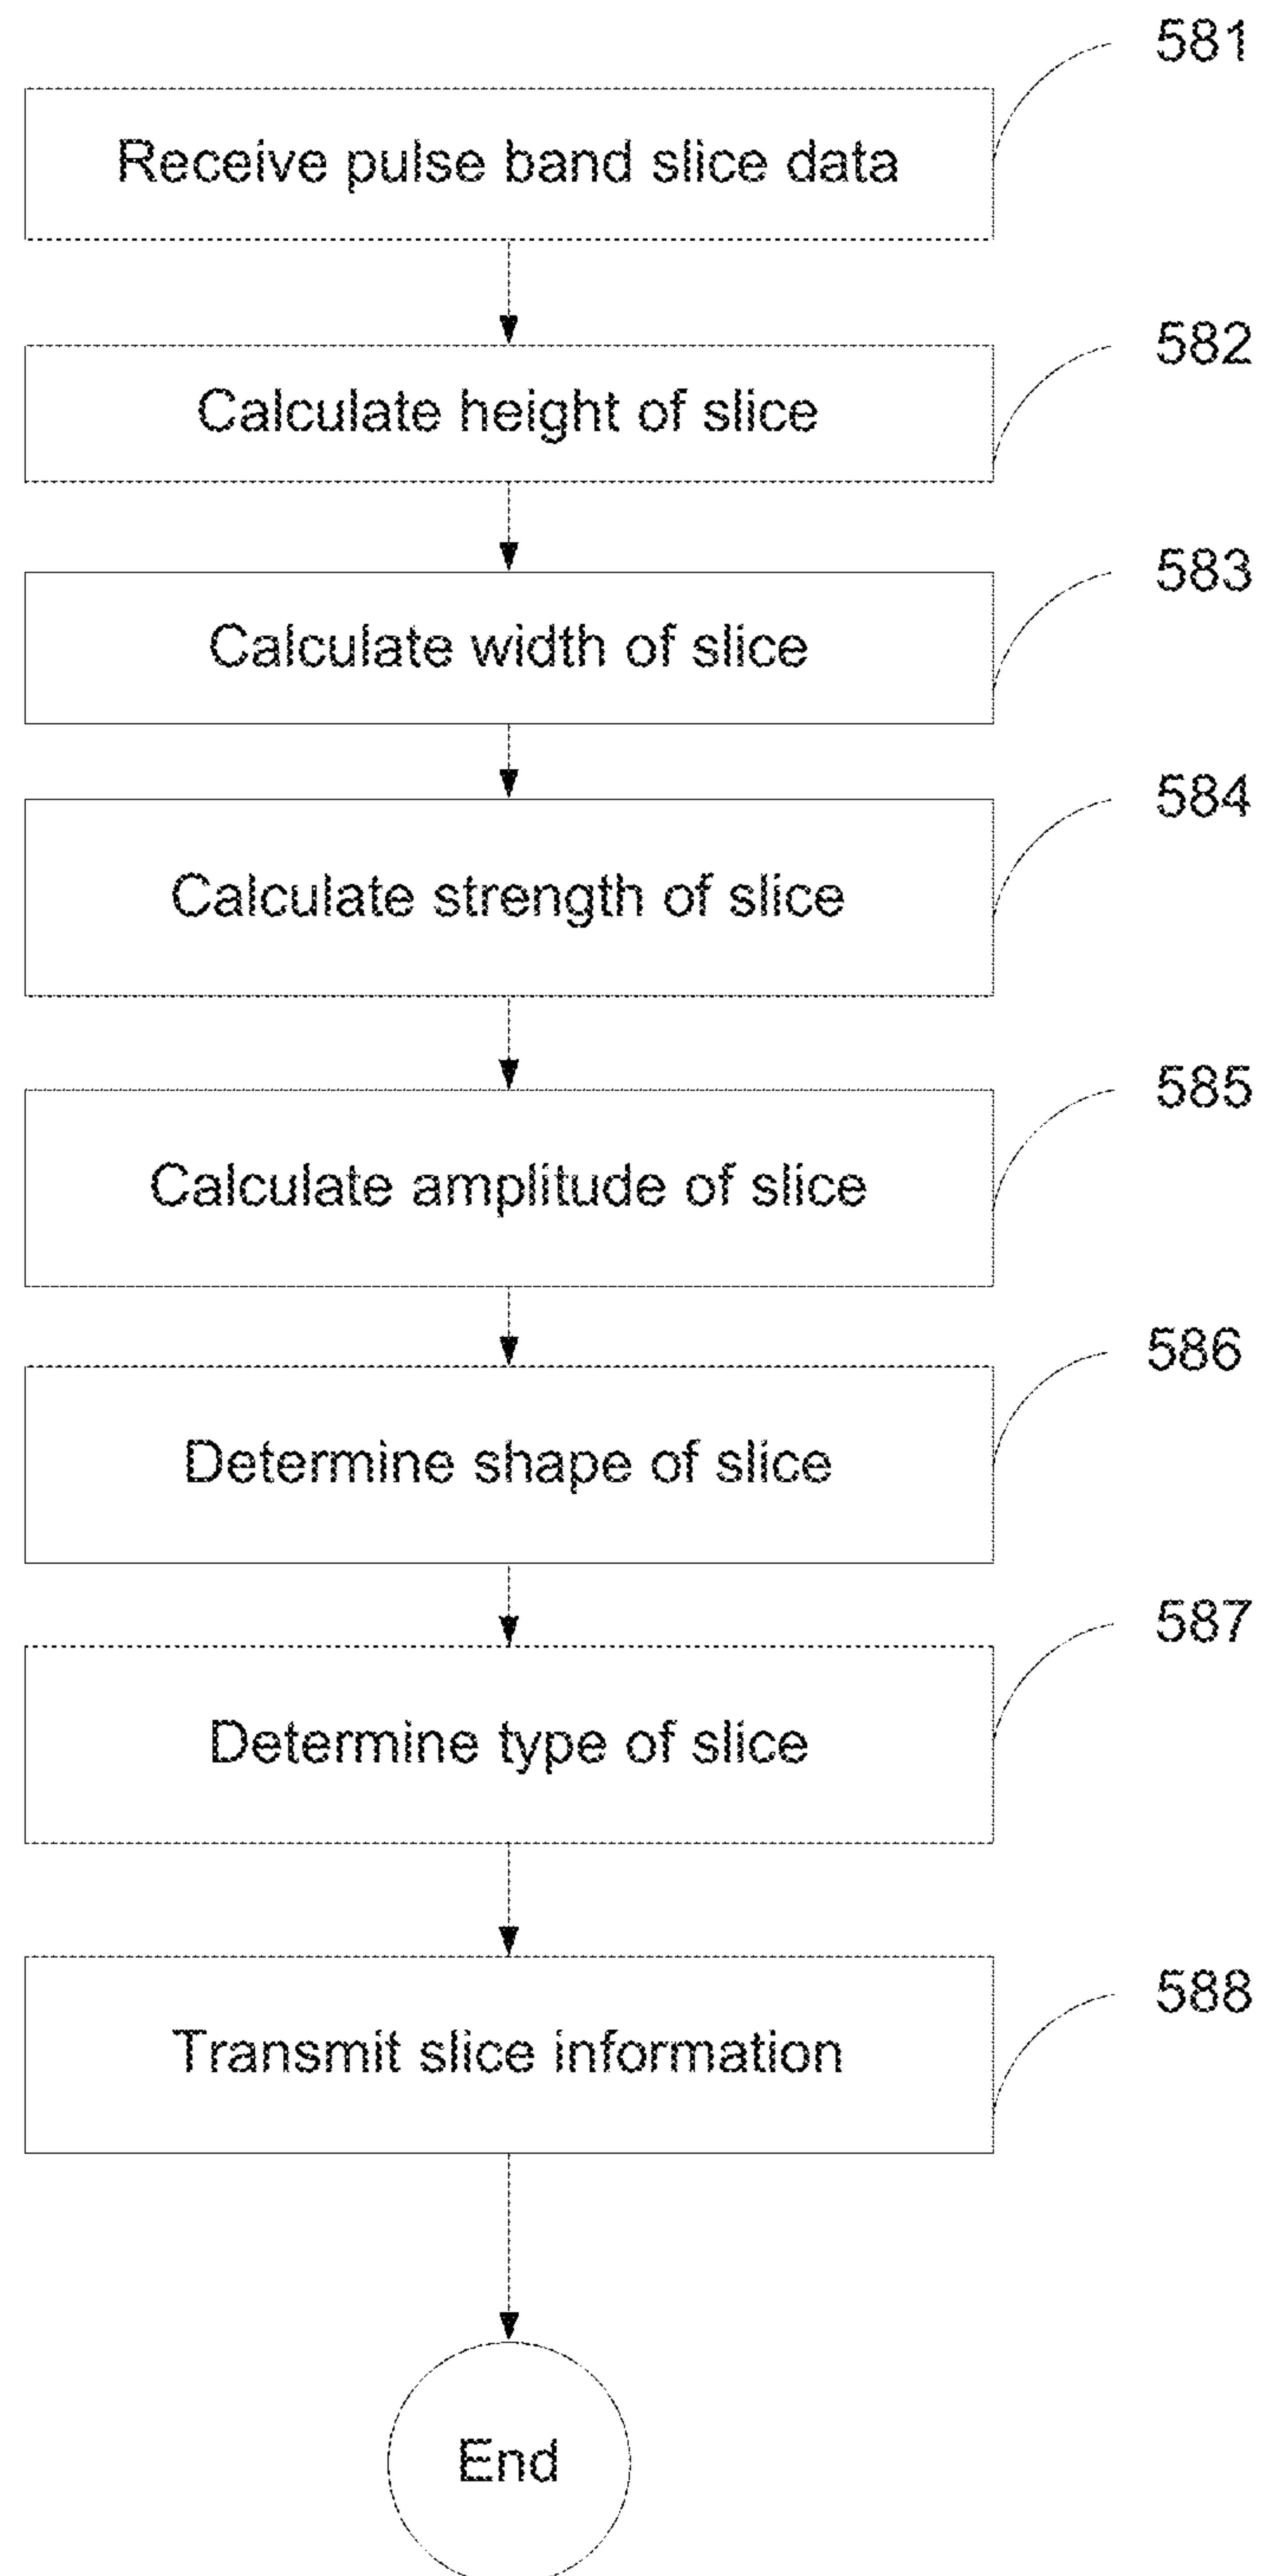 581
Receive pulse band slice data
582
Calculate height of slice
583
Calculate width of slice
584
Calculate strength of slice
585
Calculate amplitude of slice
586
Determine shape of slice
587
Determine type of slice
588
Transmit slice information
End